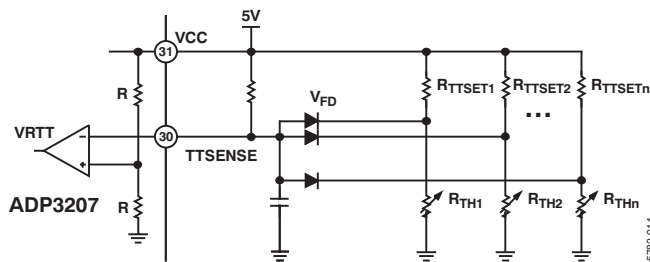 5V
31 VCC
R
RTTSET1 RTTSET2 RTTSETn
VFD
...
VRTT
–
30
TTSENSE
+
ADP3207
R
RTH1 RTH2 RTHn